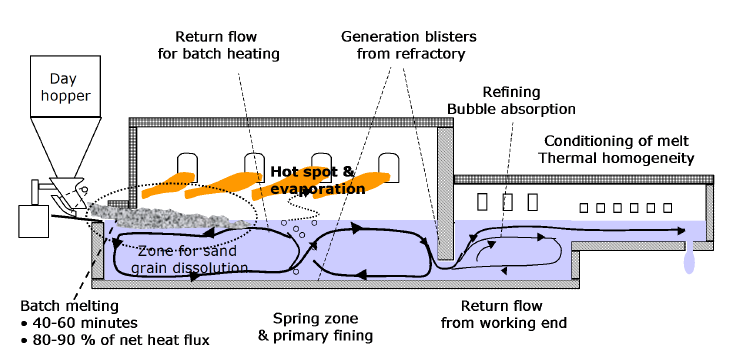 Return flow
for batch heating
Generation blisters
from refractory
Day
hopper
Refining
Bubble absorption
Conditioning of melt
Thermal homogeneity
Hot spot &
evaporation
Zone for sand
grain dissolution
Batch melting
• 40-60 minutes
• 80-90 % of net heat flux
Spring zone
& primary fining
Return flow
from working end